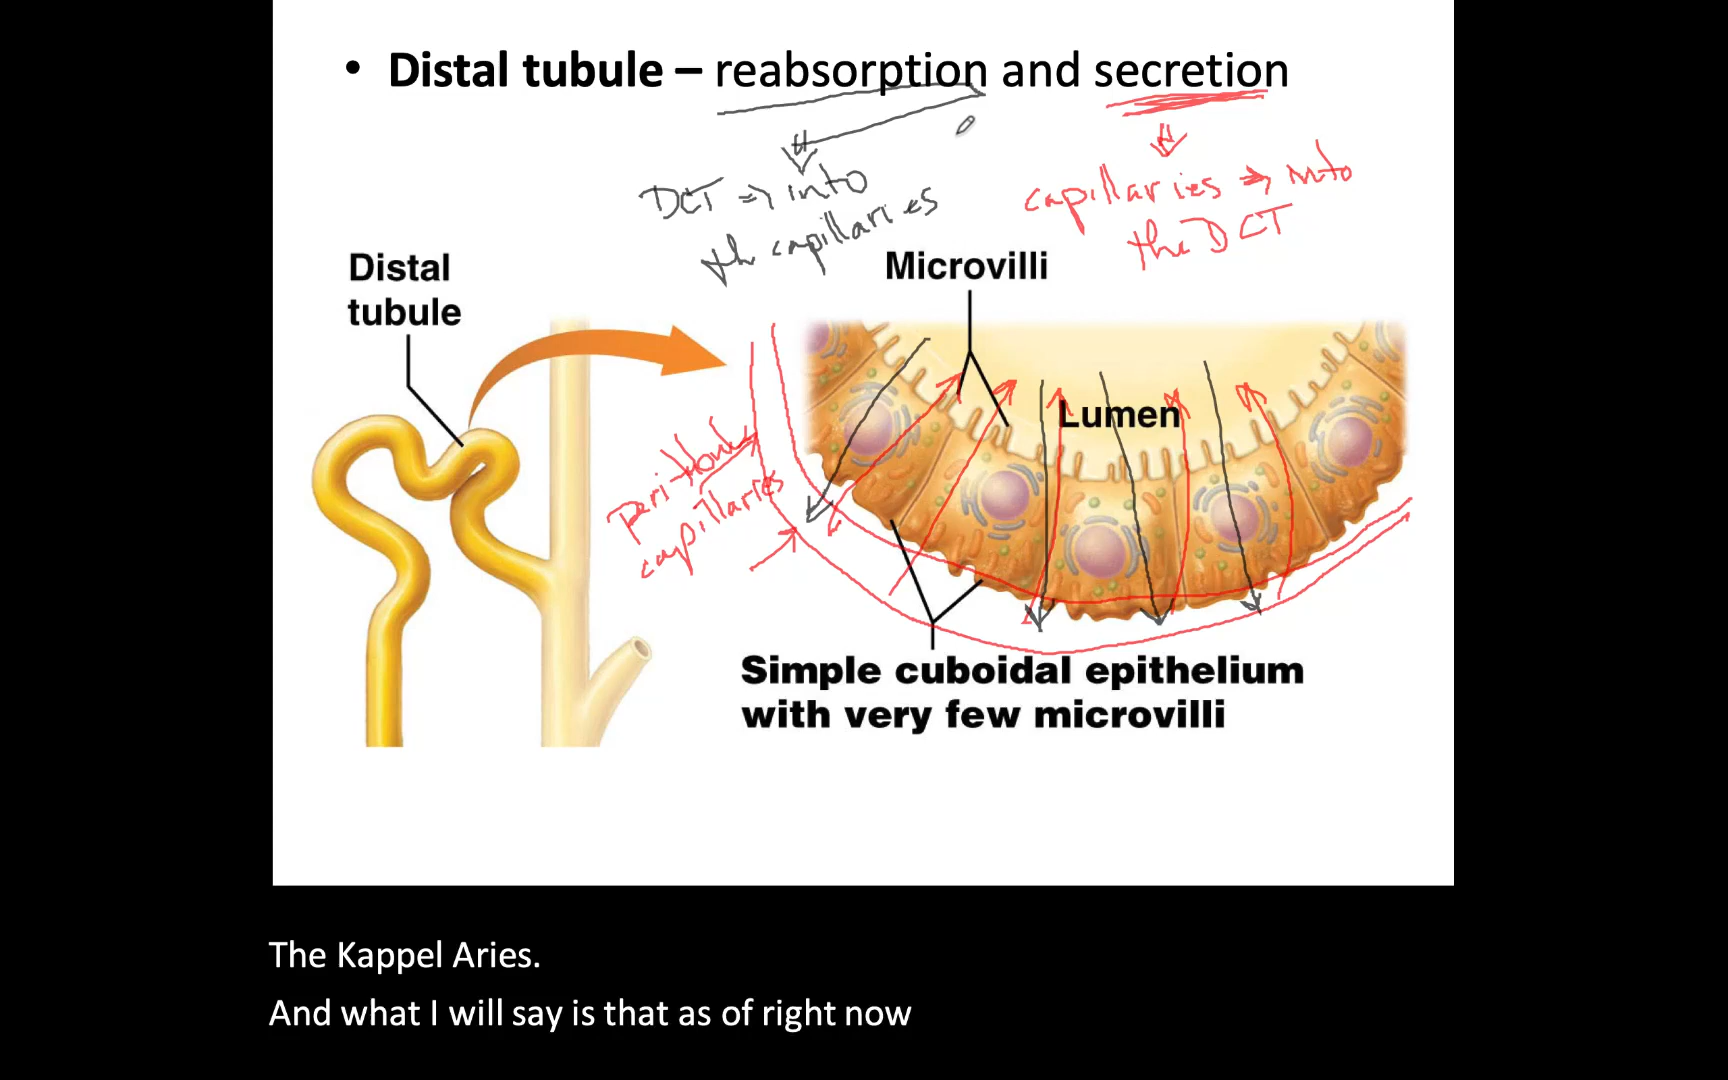 • Distal tubule – reabsorption and secretion
DCT ⇒ into
the capillaries
capillaries → into
the DCT
Distal
tubule
Microvilli
Lumen
capillaries
Simple cuboidal epithelium
with very few microvilli
The Kappel Aries.
And what I will say is that as of right now